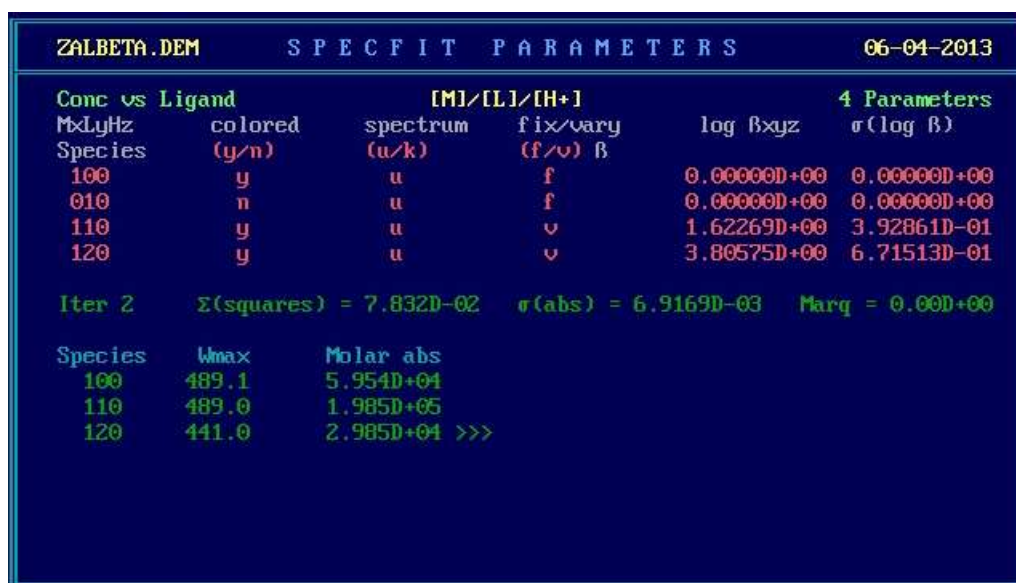 ZALBETA.DEM S P E C F I T P A R A M E T E R S 06-04-2013
Conc vs Ligand [M]/[L]/[H+] 4 Parameters
MxLyHz colored spectrum fix/vary log ßxyz σ(log ß)
Species (y/n) (u/k) (f/v) ß
100 y u f 0.00000D+00 0.00000D+00
010 n u f 0.00000D+00 0.00000D+00
110 y u v 1.62269D+00 3.92861D-01
120 y u v 3.80575D+00 6.71513D-01
Iter 2 Σ(squares) = 7.832D-02 σ(abs) = 6.9169D-03 Marq = 0.00D+00
Species Wmax Molar abs
100 489.1 5.954D+04
110 489.0 1.985D+05
120 441.0 2.985D+04 >>>